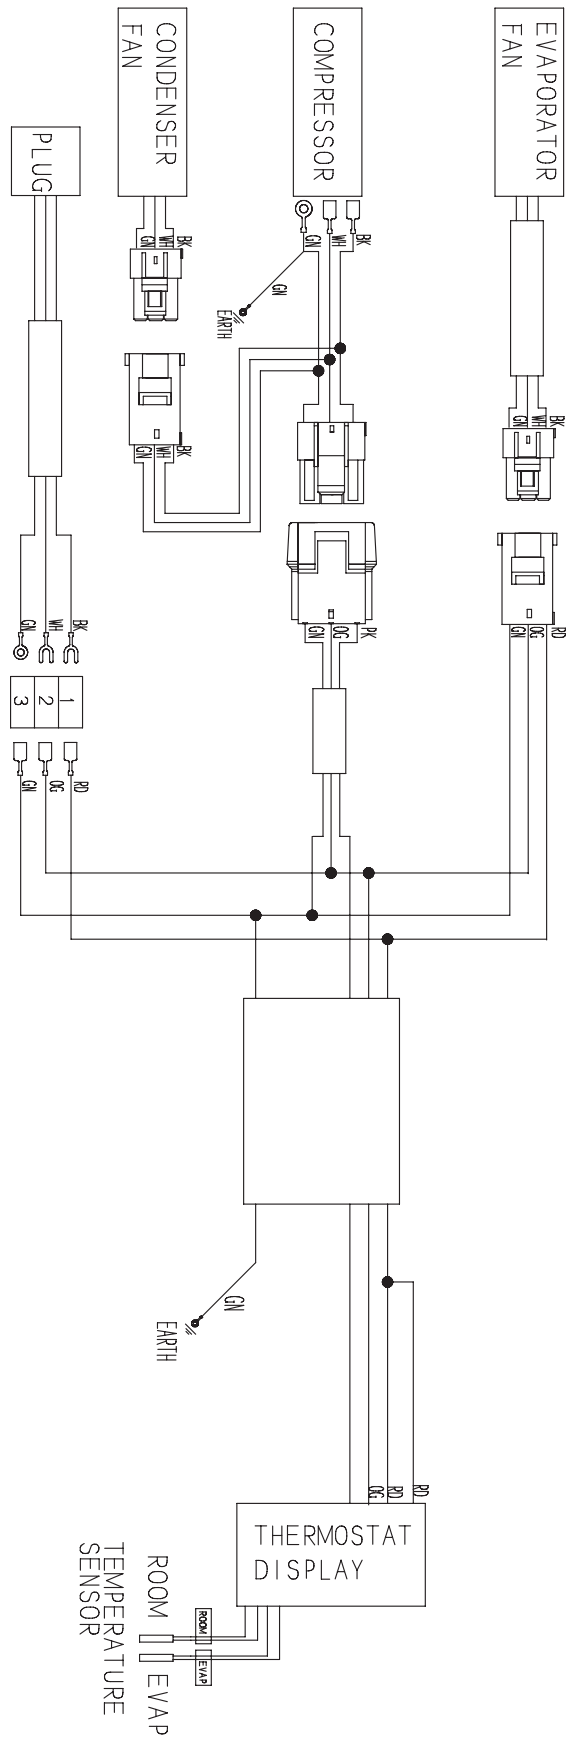 EVAPORATOR
FAN
COMPRESSOR
CONDENSER
FAN
PLUG
BK
WH
GN
BK
WH
GN
GN
EARTH
BK
WH
GN
BK
WH
GN
PK
OG
GN
RD
OG
GN
BK
WH
GN
1
2
3
RD
OG
GN
GN
EARTH
RD
RD
OG
THERMOSTAT
DISPLAY
ROOM
EVAP
ROOM
EVAP
TEMPERATURE
SENSOR